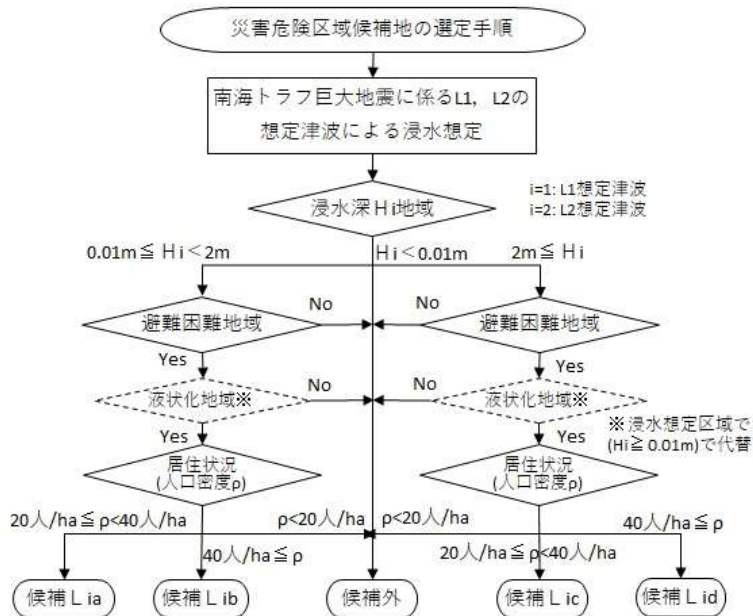 災害危険区域候補地の選定手順
南海トラフ巨大地震に係るL1，L2の
想定津波による浸水想定
i=1: L1想定津波
i=2: L2想定津波
浸水深Ｈi地域
0.01m≦Ｈi＜2m
Ｈi＜0.01m
2m≦Ｈi
避難困難地域
No
No
避難困難地域
Yes
Yes
液状化地域※
No
No
液状化地域※
※浸水想定区域で
(Hi≧0.01m)で代替
Yes
Yes
居住状況
(人口密度ρ)
居住状況
(人口密度ρ)
20人/ha≦ρ<40人/ha
ρ<20人/ha
ρ<20人/ha
40人/ha≦ρ
40人/ha≦ρ
20人/ha≦ρ<40人/ha
候補Ｌia
候補Ｌib
候補外
候補Ｌic
候補Ｌid